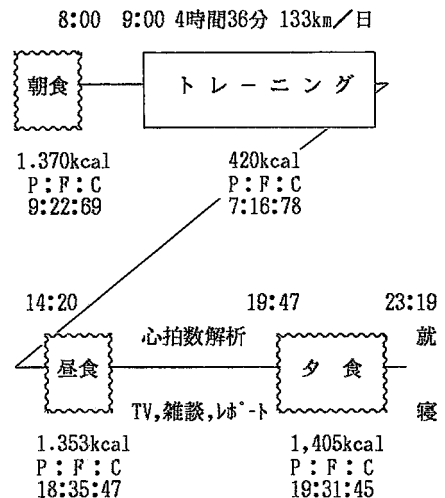 8:00 9:00 4時間36分 133km/日
朝食 トレーニング
1.370kcal 420kcal
P:F:C P:F:C
9:22:69 7:16:78
14:20 19:47 23:19
心拍数解析 就
昼食 夕食
TV,雑談,ﾚﾎﾟｰﾄ 寝
1.353kcal 1,405kcal
P:F:C P:F:C
18:35:47 19:31:45